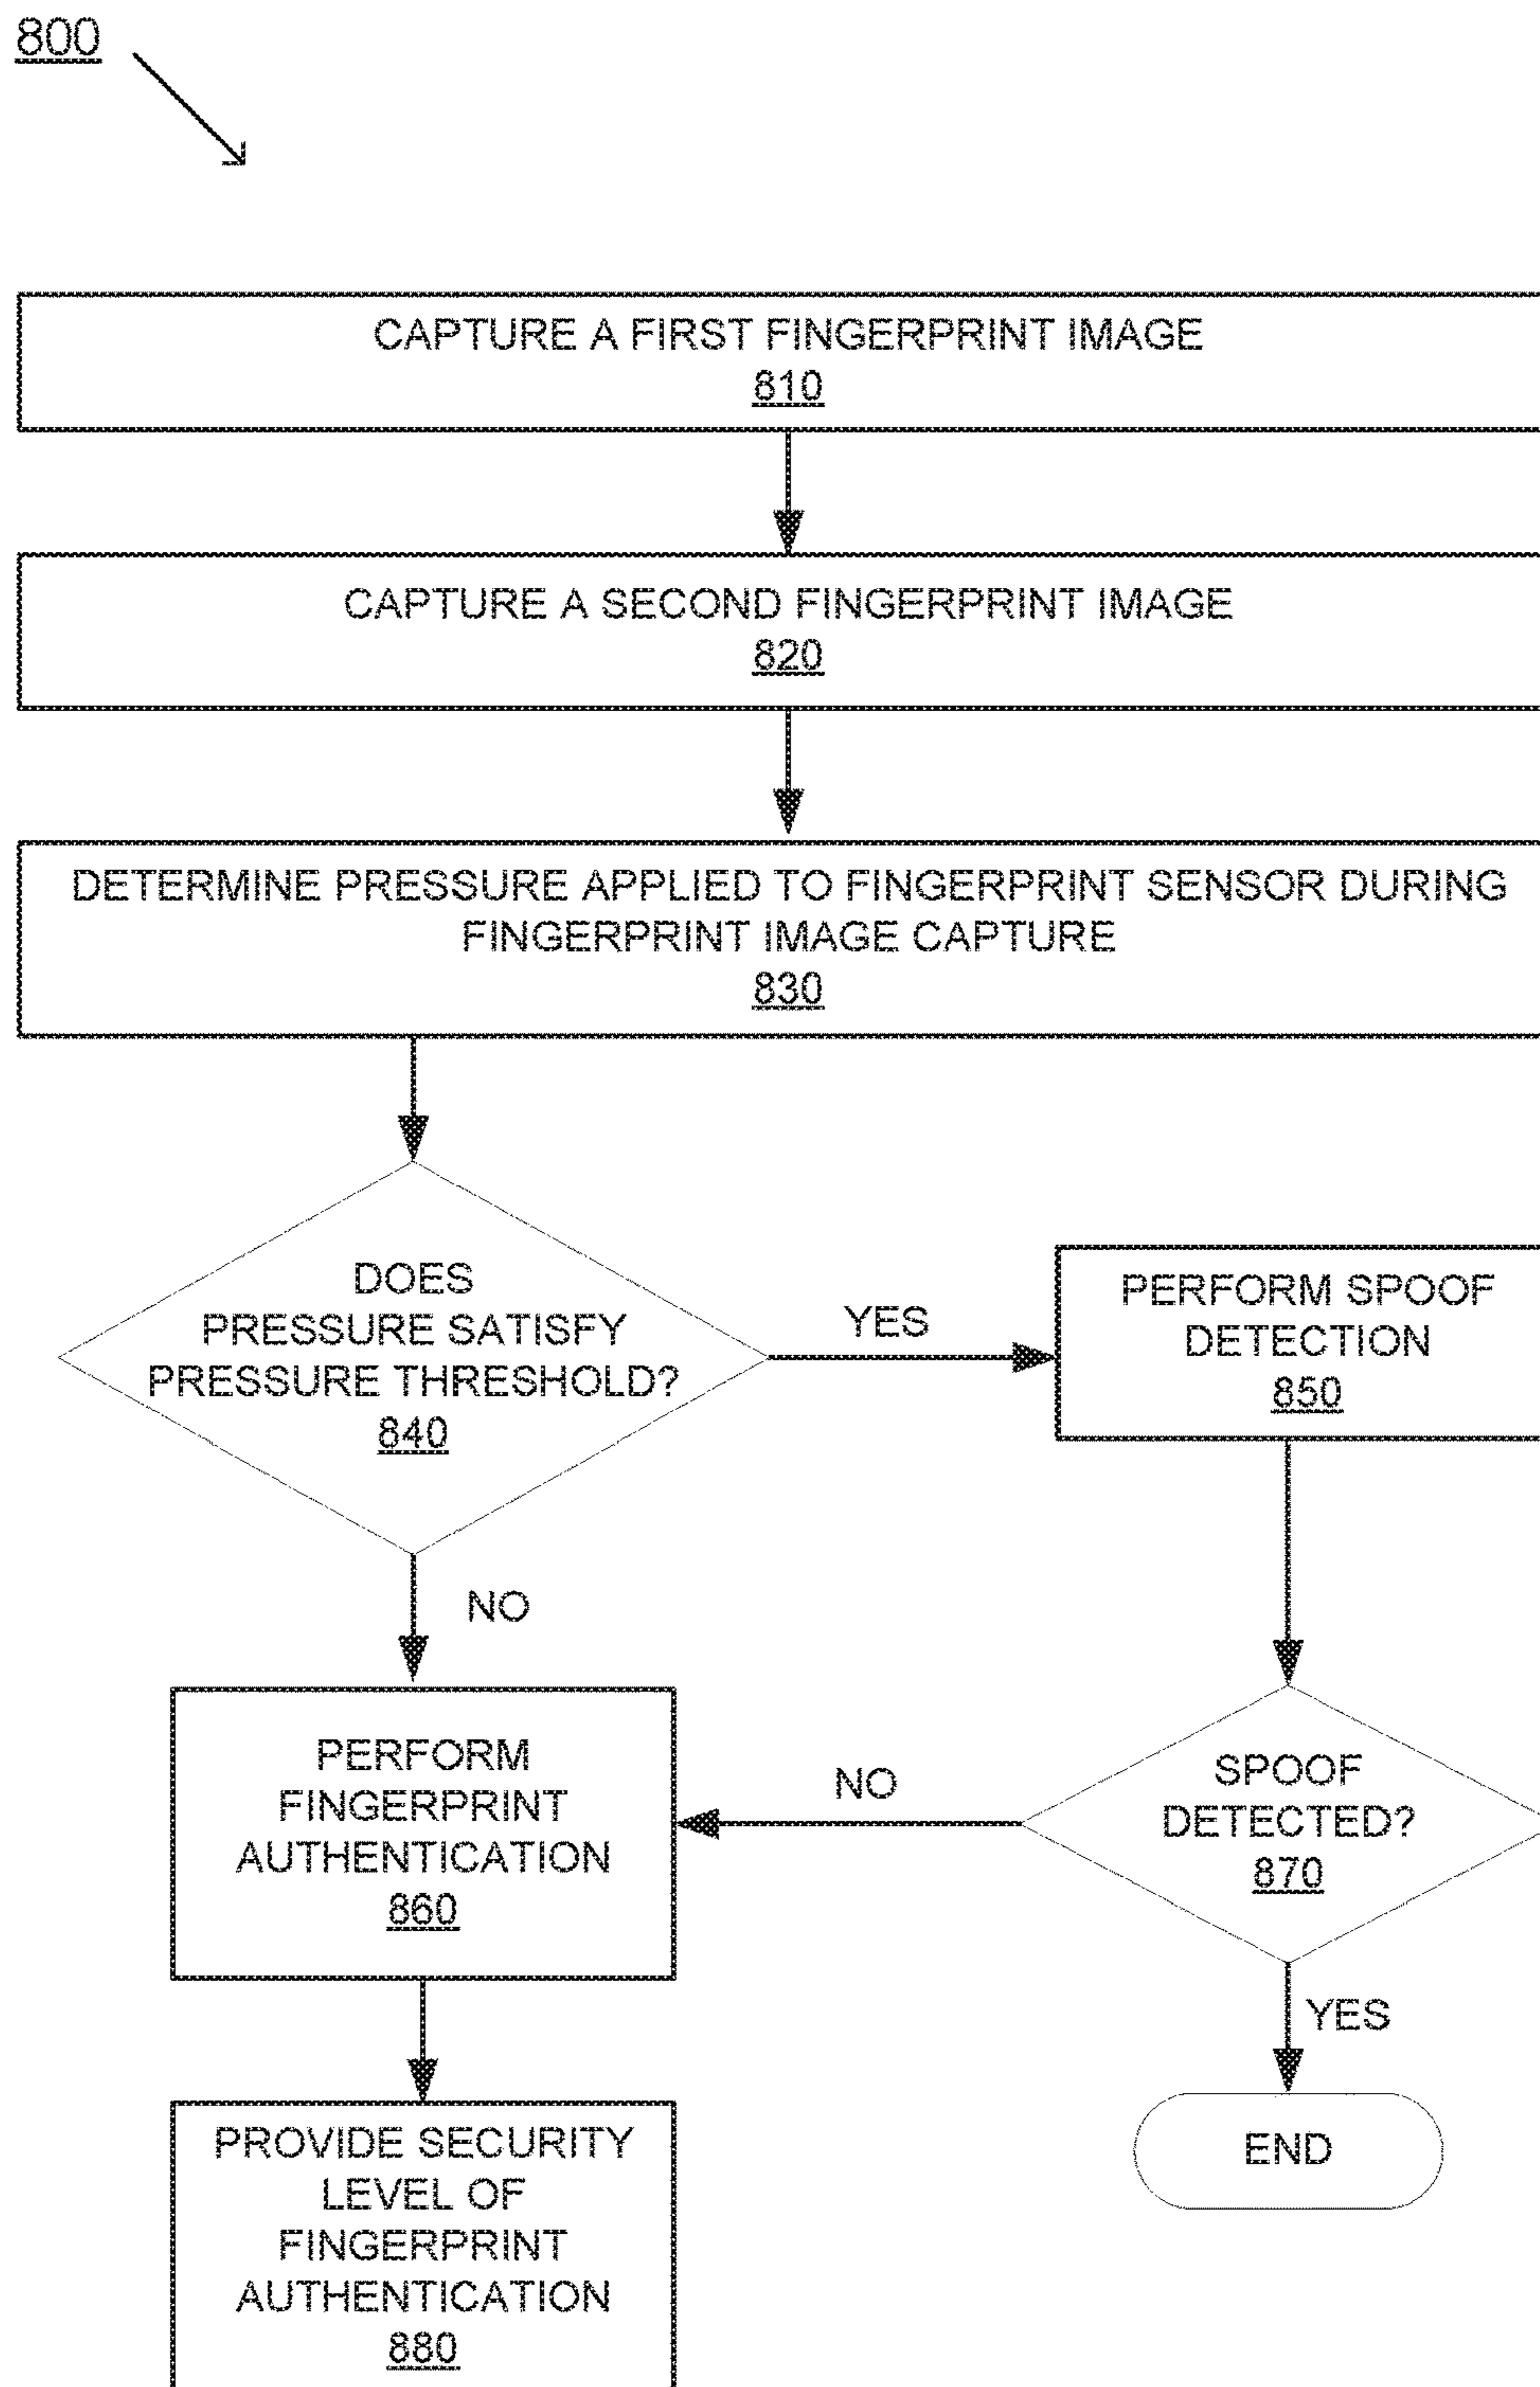 800
CAPTURE A FIRST FINGERPRINT IMAGE
810
CAPTURE A SECOND FINGERPRINT IMAGE
820
DETERMINE PRESSURE APPLIED TO FINGERPRINT SENSOR DURING
FINGERPRINT IMAGE CAPTURE
830
DOES
PRESSURE SATISFY
PRESSURE THRESHOLD?
840
YES
PERFORM SPOOF
DETECTION
850
NO
PERFORM
FINGERPRINT
AUTHENTICATION
860
NO
SPOOF
DETECTED?
870
YES
END
PROVIDE SECURITY
LEVEL OF
FINGERPRINT
AUTHENTICATION
880